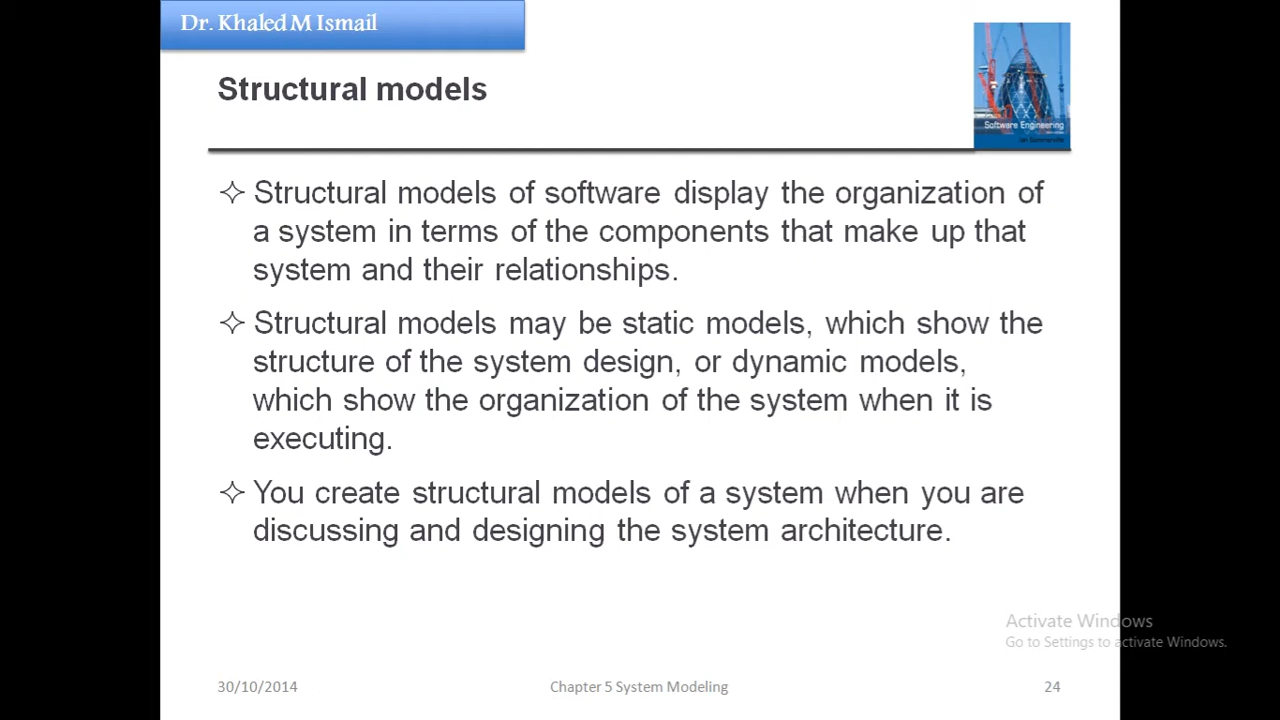 Dr. Khaled M Ismail
Structural models
Software Engineering
Ian Sommerville
✧ Structural models of software display the organization of
a system in terms of the components that make up that
system and their relationships.
✧ Structural models may be static models, which show the
structure of the system design, or dynamic models,
which show the organization of the system when it is
executing.
✧ You create structural models of a system when you are
discussing and designing the system architecture.
Activate Windows
Go to Settings to activate Windows.
30/10/2014
Chapter 5 System Modeling
24